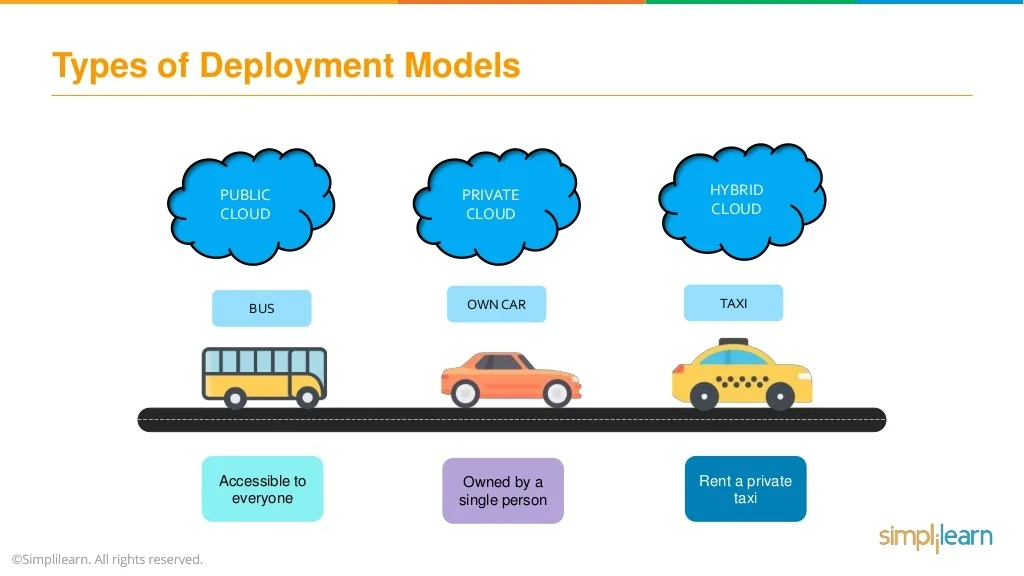 Types of Deployment Models
PUBLIC
CLOUD
PRIVATE
CLOUD
HYBRID
CLOUD
BUS
OWN CAR
TAXI
Accessible to
everyone
Owned by a
single person
Rent a private
taxi
simplilearn
©Simplilearn. All rights reserved.